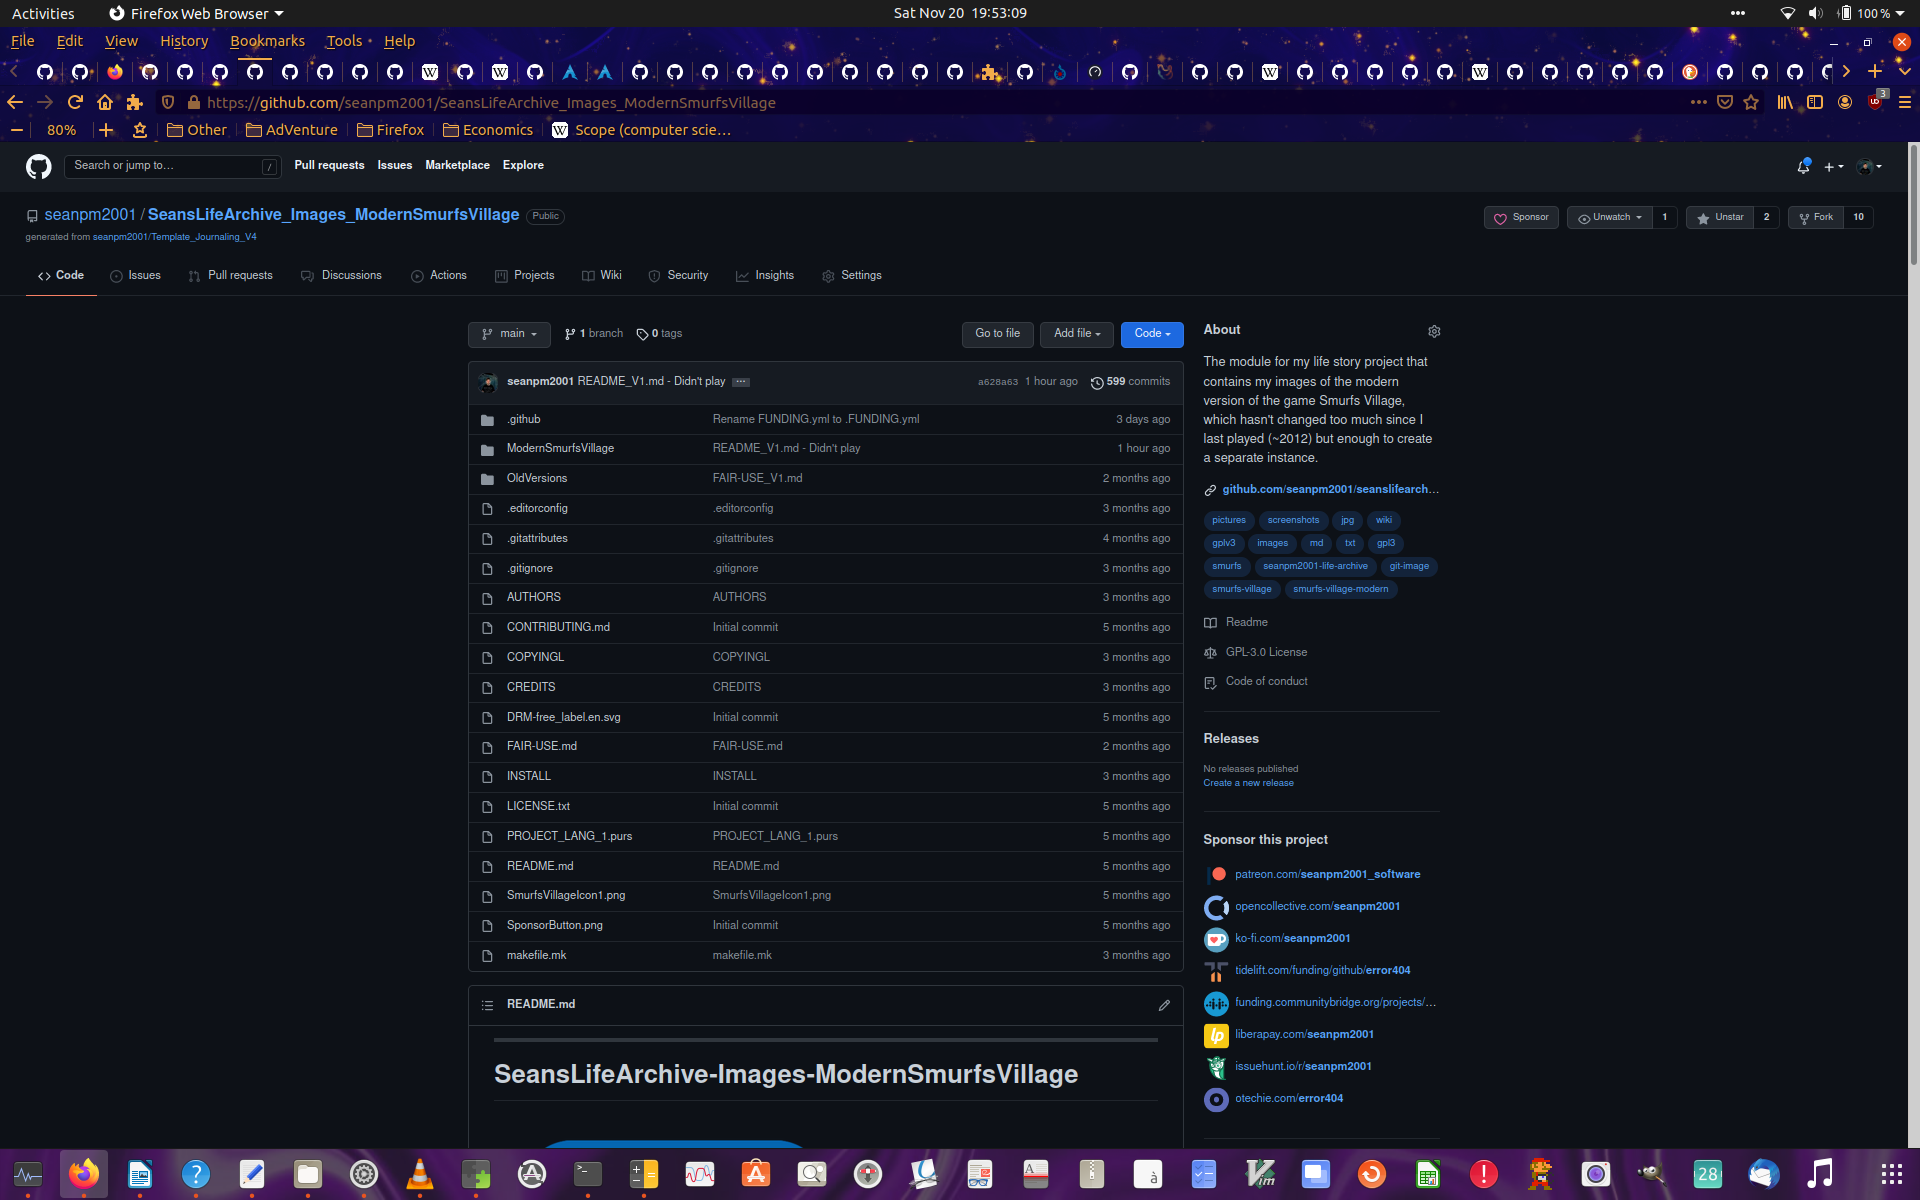 Activities Firefox Web Browser Sat Nov 20 19:53:09 100 %
File Edit View History Bookmarks Tools Help
https://github.com/seanpm2001/SeansLifeArchive_Images_ModernSmurfsVillage 3
80% Other AdVenture Firefox Economics Scope (computer scie…
Search or jump to… / Pull requests Issues Marketplace Explore
seanpm2001 / SeansLifeArchive_Images_ModernSmurfsVillage Public Sponsor Unwatch 1 Unstar 2 Fork 10
generated from seanpm2001/Template_Journaling_V4
Code Issues Pull requests Discussions Actions Projects Wiki Security Insights Settings
main 1 branch 0 tags Go to file Add file Code
seanpm2001 README_V1.md - Didn't play ··· a628a63 1 hour ago 599 commits
.github Rename FUNDING.yml to .FUNDING.yml 3 days ago
ModernSmurfsVillage README_V1.md - Didn't play 1 hour ago
OldVersions FAIR-USE_V1.md 2 months ago
.editorconfig .editorconfig 3 months ago
.gitattributes .gitattributes 4 months ago
.gitignore .gitignore 3 months ago
AUTHORS AUTHORS 3 months ago
CONTRIBUTING.md Initial commit 5 months ago
COPYINGL COPYINGL 3 months ago
CREDITS CREDITS 3 months ago
DRM-free_label.en.svg Initial commit 5 months ago
FAIR-USE.md FAIR-USE.md 2 months ago
INSTALL INSTALL 3 months ago
LICENSE.txt Initial commit 5 months ago
PROJECT_LANG_1.purs PROJECT_LANG_1.purs 5 months ago
README.md README.md 5 months ago
SmurfsVillageIcon1.png SmurfsVillageIcon1.png 5 months ago
SponsorButton.png Initial commit 5 months ago
makefile.mk makefile.mk 3 months ago
README.md
SeansLifeArchive-Images-ModernSmurfsVillage
About
The module for my life story project that
contains my images of the modern
version of the game Smurfs Village,
which hasn't changed too much since I
last played (~2012) but enough to create
a separate instance.
github.com/seanpm2001/seanslifearch…
pictures screenshots jpg wiki
gplv3 images md txt gpl3
smurfs seanpm2001-life-archive git-image
smurfs-village smurfs-village-modern
Readme
GPL-3.0 License
Code of conduct
Releases
No releases published
Create a new release
Sponsor this project
patreon.com/seanpm2001_software
opencollective.com/seanpm2001
ko-fi.com/seanpm2001
tidelift.com/funding/github/error404
funding.communitybridge.org/projects/…
liberapay.com/seanpm2001
issuehunt.io/r/seanpm2001
otechie.com/error404
28